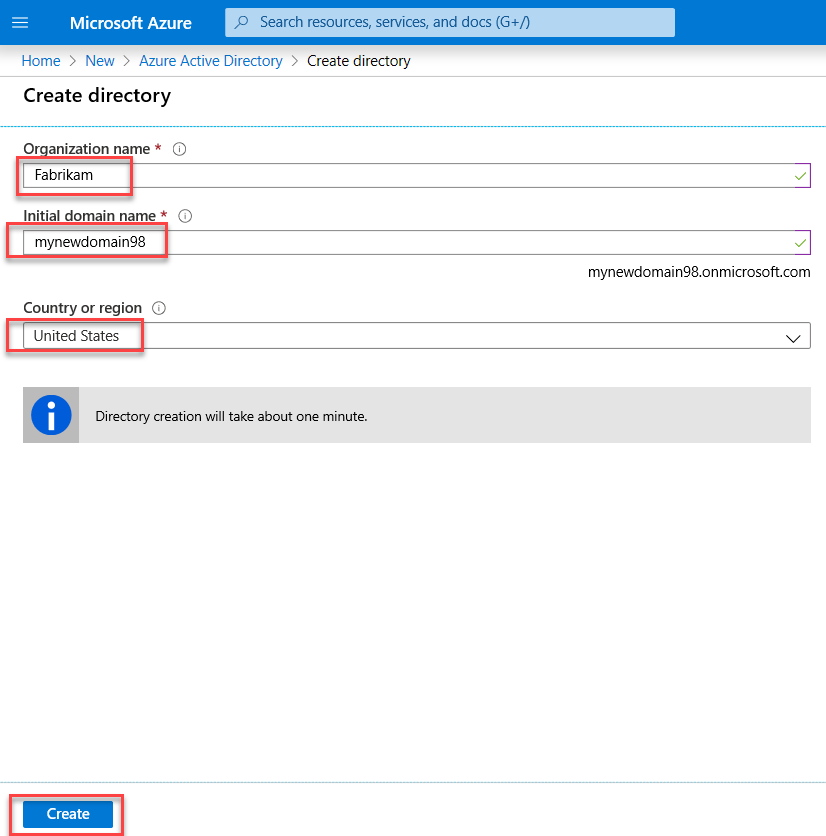 Microsoft Azure
Search resources, services, and docs (G+/)
Home > New > Azure Active Directory > Create directory
Create directory
Organization name *
Fabrikam
Initial domain name *
mynewdomain98
mynewdomain98.onmicrosoft.com
Country or region
United States
Directory creation will take about one minute.
Create